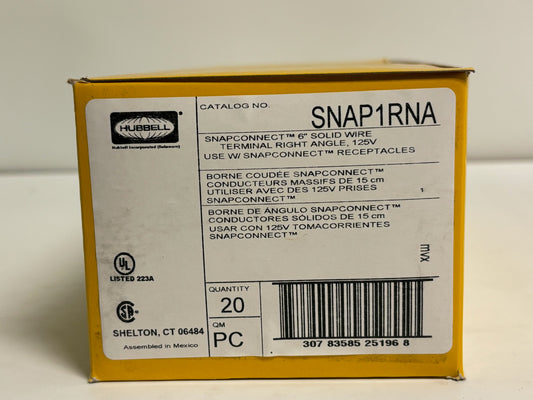 HUBBELL
Hubbell Incorporated (Delaware)
CATALOG NO.
SNAP1RNA
SNAPCONNECT™ 6" SOLID WIRE
TERMINAL RIGHT ANGLE, 125V
USE W/ SNAPCONNECT™ RECEPTACLES
BORNE COUDÉE SNAPCONNECT™
CONDUCTEURS MASSIFS DE 15 cm
UTILISER AVEC DES 125V PRISES
SNAPCONNECT™
BORNE DE ÁNGULO SNAPCONNECT™
CONDUCTORES SÓLIDOS DE 15 cm
USAR CON 125V TOMACORRIENTES
SNAPCONNECT™
mvx
UL
LISTED 223A
SA
SHELTON, CT 06484
Assembled in Mexico
QUANTITY
20
QM
PC
307 83585 25196 8